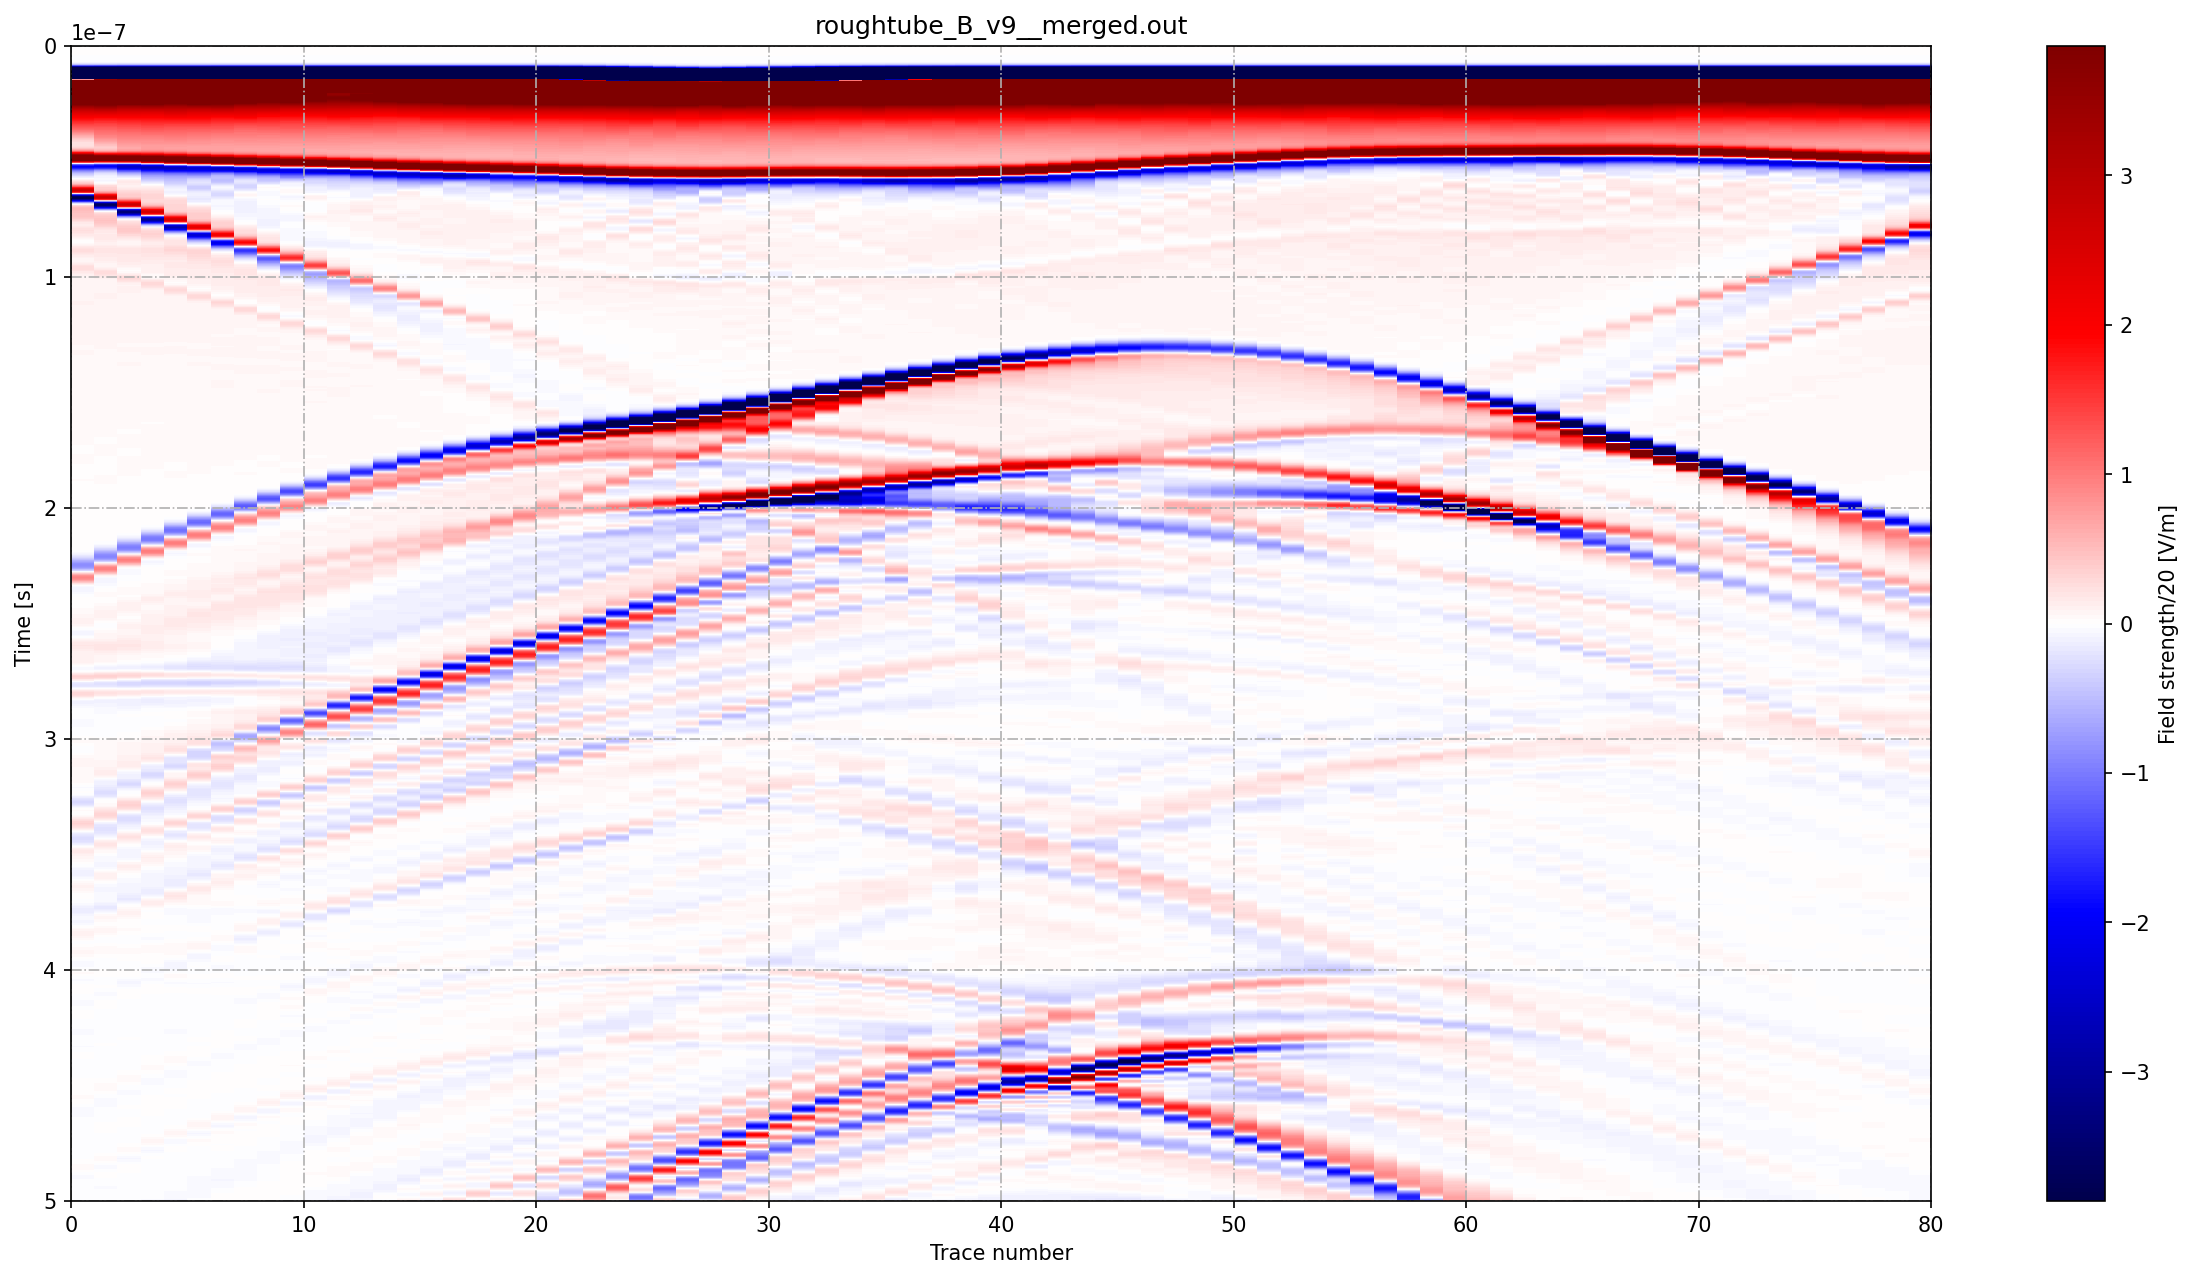 roughtube_B_v9__merged.out
1e−7
0
1
2
3
4
5
Time [s]
0 10 20 30 40 50 60 70 80
Trace number
3
2
1
0
−1
−2
−3
Field strength/20 [V/m]